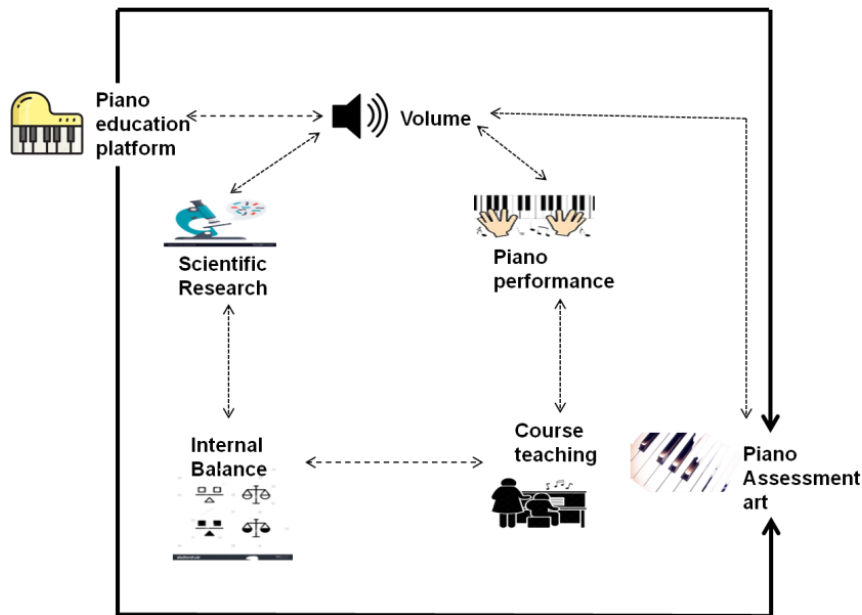 Piano
education
platform
Volume
Scientific
Research
Piano
performance
Internal
Balance
Course
teaching
Piano
Assessment
art